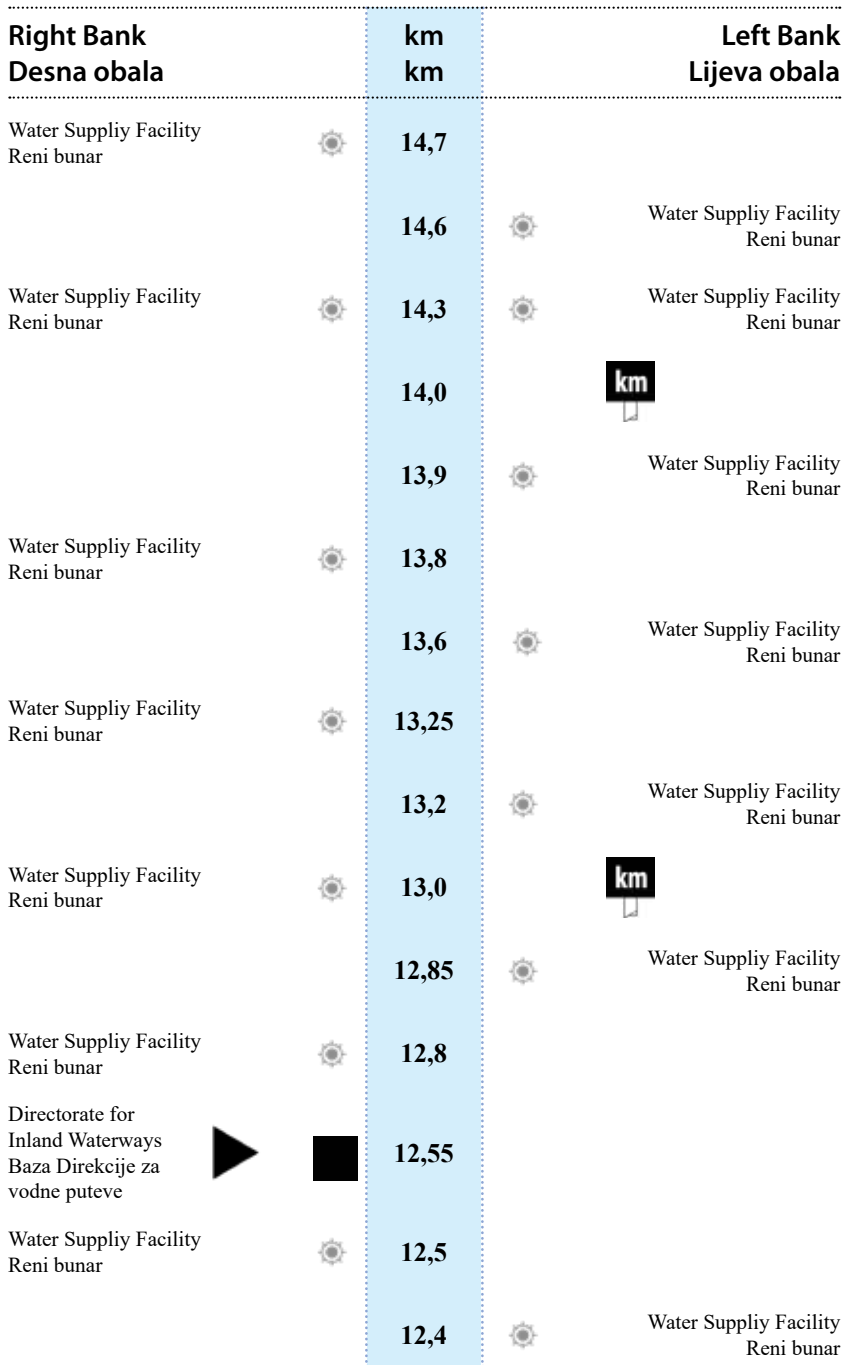 Right Bank
Desna obala
km
km
Left Bank
Lijeva obala
Water Suppliy Facility
Reni bunar
14,7
14,6
Water Suppliy Facility
Reni bunar
Water Suppliy Facility
Reni bunar
14,3
Water Suppliy Facility
Reni bunar
14,0
km
13,9
Water Suppliy Facility
Reni bunar
Water Suppliy Facility
Reni bunar
13,8
13,6
Water Suppliy Facility
Reni bunar
Water Suppliy Facility
Reni bunar
13,25
13,2
Water Suppliy Facility
Reni bunar
Water Suppliy Facility
Reni bunar
13,0
km
12,85
Water Suppliy Facility
Reni bunar
Water Suppliy Facility
Reni bunar
12,8
Directorate for
Inland Waterways
Baza Direkcije za
vodne puteve
12,55
Water Suppliy Facility
Reni bunar
12,5
12,4
Water Suppliy Facility
Reni bunar